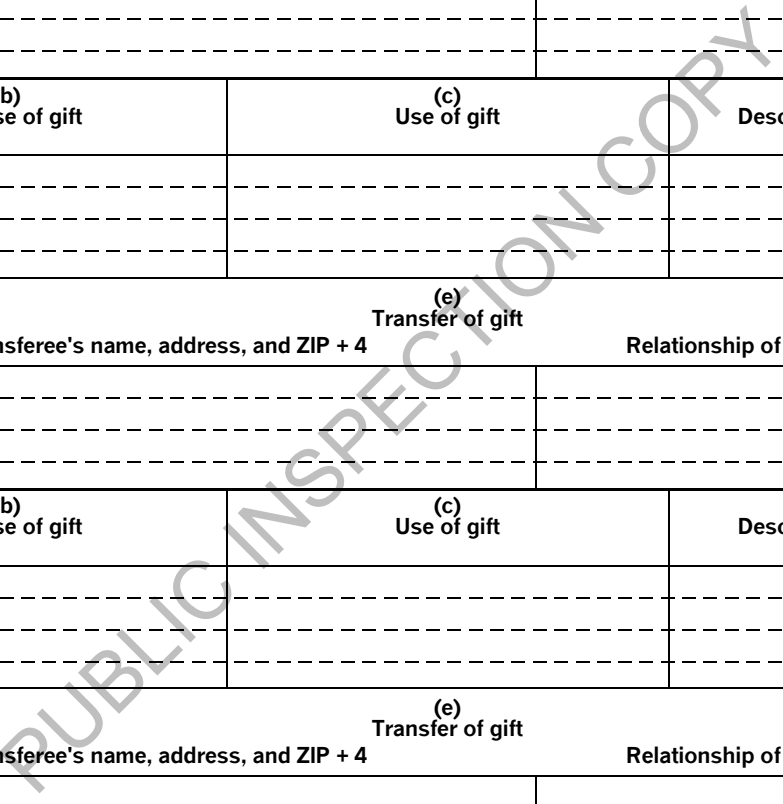 b) (c)
se of gift Use of gift Desc
(e)
Transfer of gift
nsferee's name, address, and ZIP + 4 Relationship of
b) (c)
se of gift Use of gift Desc
(e)
Transfer of gift
nsferee's name, address, and ZIP + 4 Relationship of
PUBLIC INSPECTION COPY